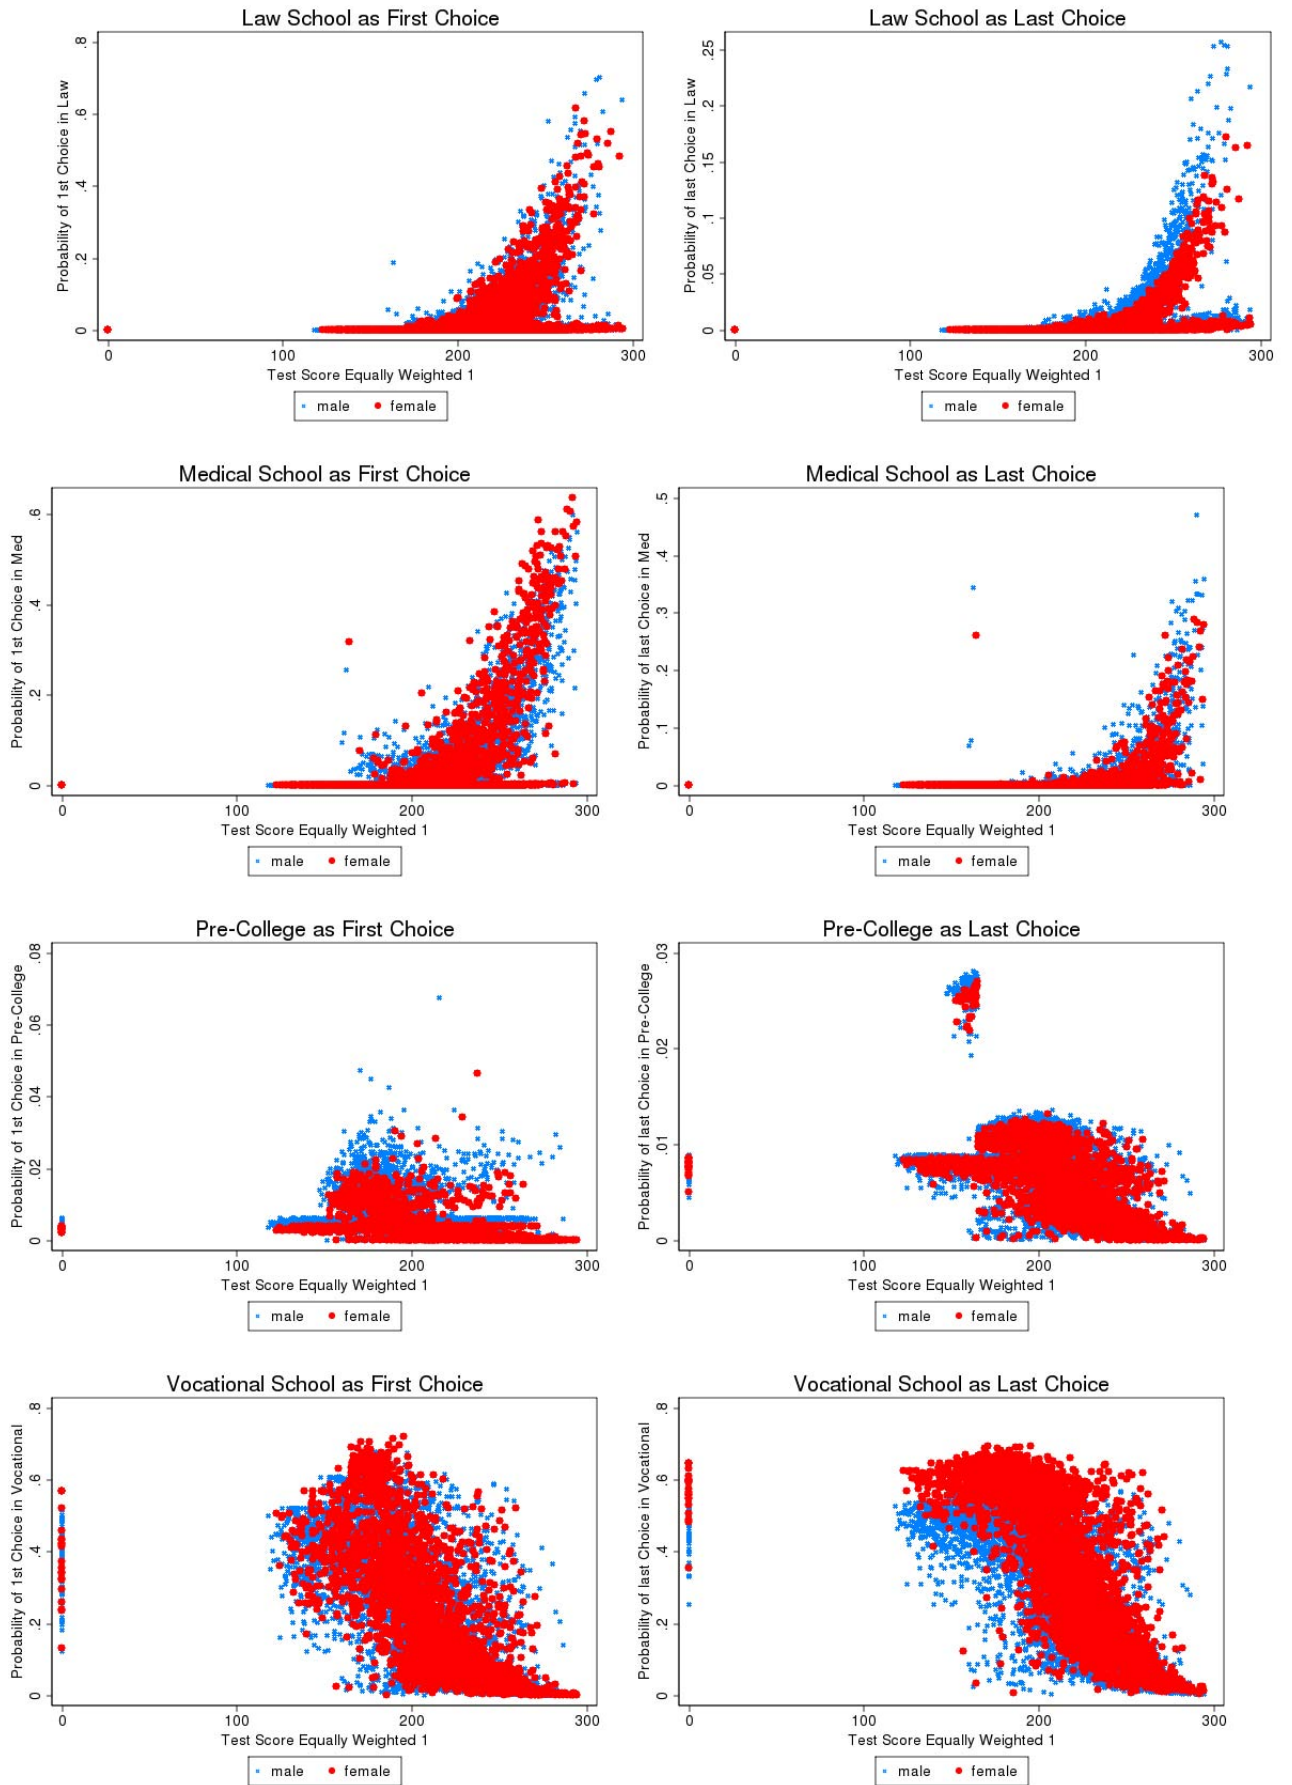 Law School as First Choice
Probability of 1st Choice in Law
.8
.6
.4
.2
0
0 100 200 300
Test Score Equally Weighted 1
male female
Law School as Last Choice
Probability of last Choice in Law
.25
.2
.15
.1
.05
0
0 100 200 300
Test Score Equally Weighted 1
male female
Medical School as First Choice
Probability of 1st Choice in Med
.6
.4
.2
0
0 100 200 300
Test Score Equally Weighted 1
male female
Medical School as Last Choice
Probability of last Choice in Med
.5
.4
.3
.2
.1
0
0 100 200 300
Test Score Equally Weighted 1
male female
Pre-College as First Choice
Probability of 1st Choice in Pre-College
.08
.06
.04
.02
0
0 100 200 300
Test Score Equally Weighted 1
male female
Pre-College as Last Choice
Probability of last Choice in Pre-College
.03
.02
.01
0
0 100 200 300
Test Score Equally Weighted 1
male female
Vocational School as First Choice
Probability of 1st Choice in Vocational
.8
.6
.4
.2
0
0 100 200 300
Test Score Equally Weighted 1
male female
Vocational School as Last Choice
Probability of last Choice in Vocational
.8
.6
.4
.2
0
0 100 200 300
Test Score Equally Weighted 1
male female